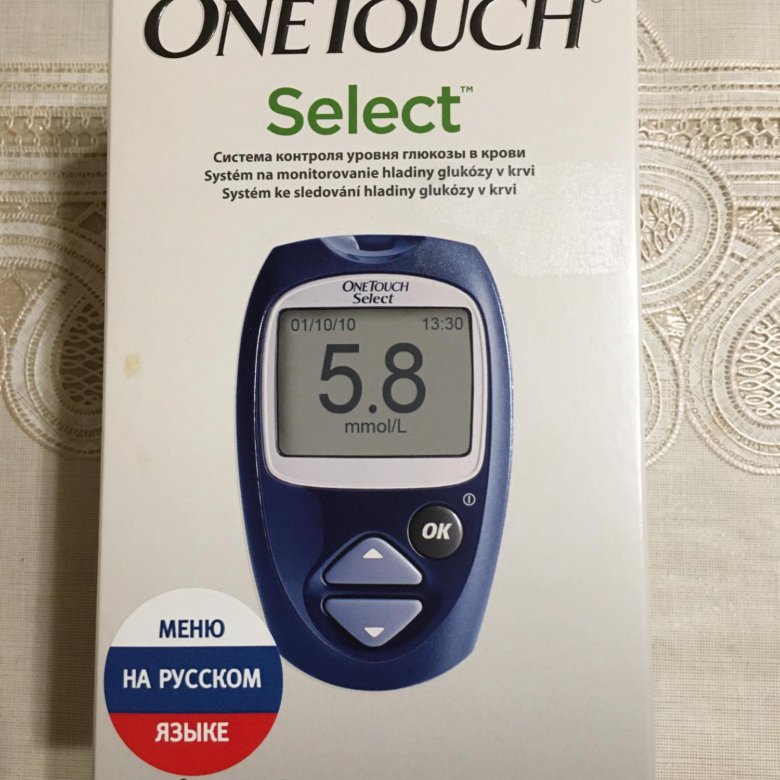 ONETOUCH®
Select™
Система контроля уровня глюкозы в крови
Systém na monitorovanie hladiny glukózy v krvi
Systém ke sledování hladiny glukózy v krvi
ONETOUCH
Select
01/10/10 13:30
5.8
mmol/L
OK
МЕНЮ
НА РУССКОМ
ЯЗЫКЕ